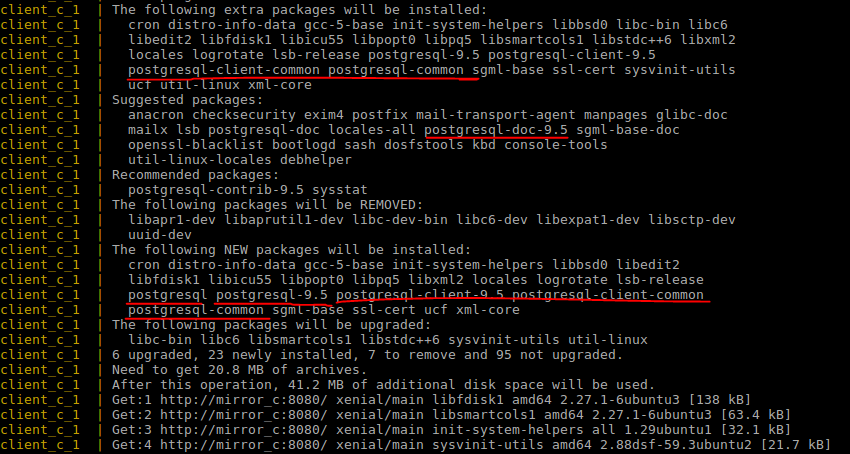 client_c_1 | The following extra packages will be installed:
client_c_1 | cron distro-info-data gcc-5-base init-system-helpers libbsd0 libc-bin libc6
client_c_1 | libedit2 libfdisk1 libicu55 libpopt0 libpq5 libsmartcols1 libstdc++6 libxml2
client_c_1 | locales logrotate lsb-release postgresql-9.5 postgresql-client-9.5
client_c_1 | postgresql-client-common postgresql-common sgml-base ssl-cert sysvinit-utils
client_c_1 | ucf util-linux xml-core
client_c_1 | Suggested packages:
client_c_1 | anacron checksecurity exim4 postfix mail-transport-agent manpages glibc-doc
client_c_1 | mailx lsb postgresql-doc locales-all postgresql-doc-9.5 sgml-base-doc
client_c_1 | openssl-blacklist bootlogd sash dosfstools kbd console-tools
client_c_1 | util-linux-locales debhelper
client_c_1 | Recommended packages:
client_c_1 | postgresql-contrib-9.5 sysstat
client_c_1 | The following packages will be REMOVED:
client_c_1 | libapr1-dev libaprutil1-dev libc-dev-bin libc6-dev libexpat1-dev libsctp-dev
client_c_1 | uuid-dev
client_c_1 | The following NEW packages will be installed:
client_c_1 | cron distro-info-data gcc-5-base init-system-helpers libbsd0 libedit2
client_c_1 | libfdisk1 libicu55 libpopt0 libpq5 libxml2 locales logrotate lsb-release
client_c_1 | postgresql postgresql-9.5 postgresql-client-9.5 postgresql-client-common
client_c_1 | postgresql-common sgml-base ssl-cert ucf xml-core
client_c_1 | The following packages will be upgraded:
client_c_1 | libc-bin libc6 libsmartcols1 libstdc++6 sysvinit-utils util-linux
client_c_1 | 6 upgraded, 23 newly installed, 7 to remove and 95 not upgraded.
client_c_1 | Need to get 20.8 MB of archives.
client_c_1 | After this operation, 41.2 MB of additional disk space will be used.
client_c_1 | Get:1 http://mirror_c:8080/ xenial/main libfdisk1 amd64 2.27.1-6ubuntu3 [138 kB]
client_c_1 | Get:2 http://mirror_c:8080/ xenial/main libsmartcols1 amd64 2.27.1-6ubuntu3 [63.4 kB]
client_c_1 | Get:3 http://mirror_c:8080/ xenial/main init-system-helpers all 1.29ubuntu1 [32.1 kB]
client_c_1 | Get:4 http://mirror_c:8080/ xenial/main sysvinit-utils amd64 2.88dsf-59.3ubuntu2 [21.7 kB]